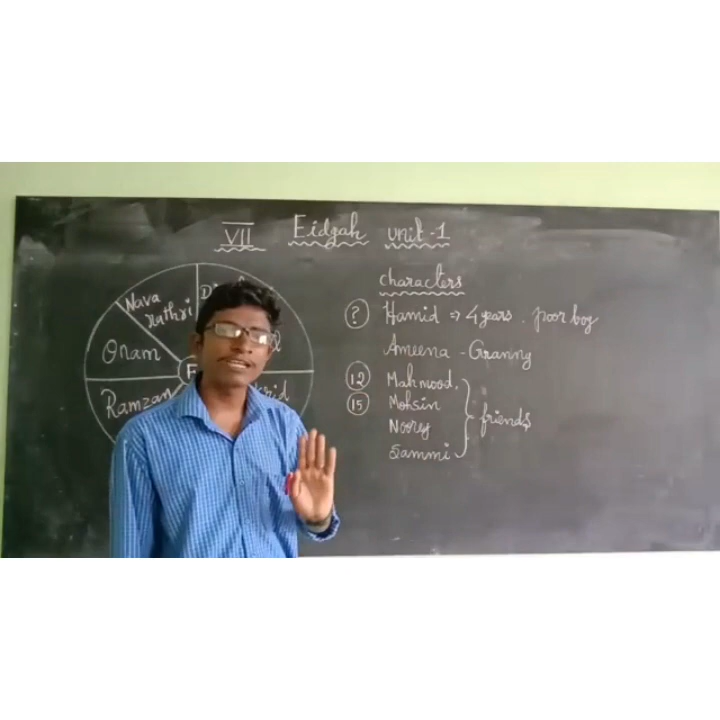 VII Eidgah unit-1
Nava
Rathri
Onam
Ramzan
characters
? Hamid => 4 years. poor boy
Ameena - Granny
12 Mahmood,
15 Mohsin
Noorey
Sammi
friends